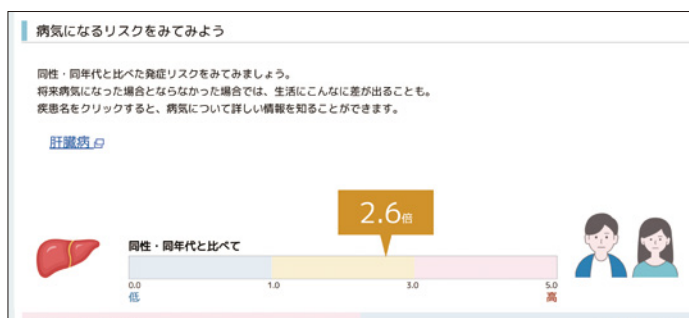 病気になるリスクをみてみよう
同性・同年代と比べた発症リスクをみてみましょう。
将来病気になった場合とならなかった場合では、生活にこんなに差が出ることも。
疾患名をクリックすると、病気について詳しい情報を知ることができます。
肝臓病
2.6倍
同性・同年代と比べて
0.0 1.0 3.0 5.0
低 高